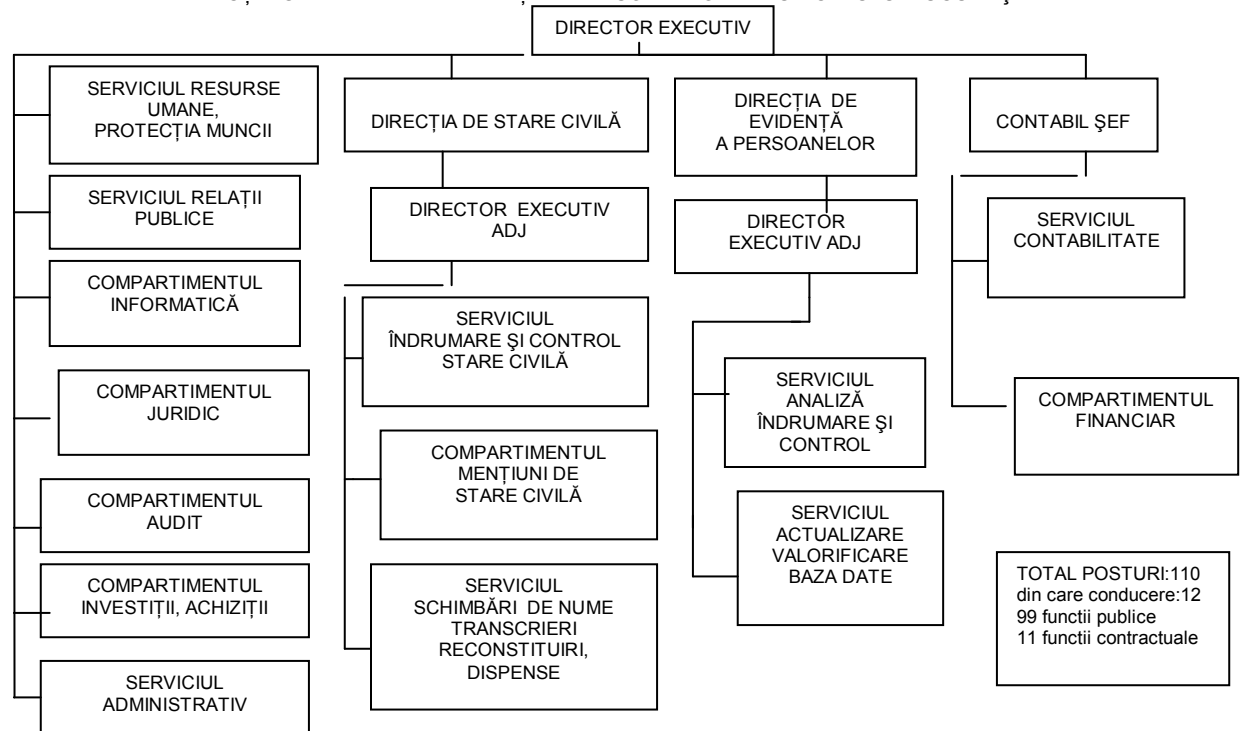 DIRECTOR EXECUTIV
SERVICIUL RESURSE
UMANE,
PROTECȚIA MUNCII
SERVICIUL RELAȚII
PUBLICE
COMPARTIMENTUL
INFORMATICĂ
COMPARTIMENTUL
JURIDIC
COMPARTIMENTUL
AUDIT
COMPARTIMENTUL
INVESTIȚII, ACHIZIȚII
SERVICIUL
ADMINISTRATIV
DIRECȚIA DE STARE CIVILĂ
DIRECTOR EXECUTIV
ADJ
SERVICIUL
ÎNDRUMARE ŞI CONTROL
STARE CIVILĂ
COMPARTIMENTUL
MENȚIUNI DE
STARE CIVILĂ
SERVICIUL
SCHIMBĂRI DE NUME
TRANSCRIERI
RECONSTITUIRI,
DISPENSE
DIRECȚIA DE
EVIDENȚĂ
A PERSOANELOR
DIRECTOR
EXECUTIV ADJ
SERVICIUL
ANALIZĂ
ÎNDRUMARE ŞI
CONTROL
SERVICIUL
ACTUALIZARE
VALORIFICARE
BAZA DATE
CONTABIL ŞEF
SERVICIUL
CONTABILITATE
COMPARTIMENTUL
FINANCIAR
TOTAL POSTURI:110
din care conducere:12
99 functii publice
11 functii contractuale